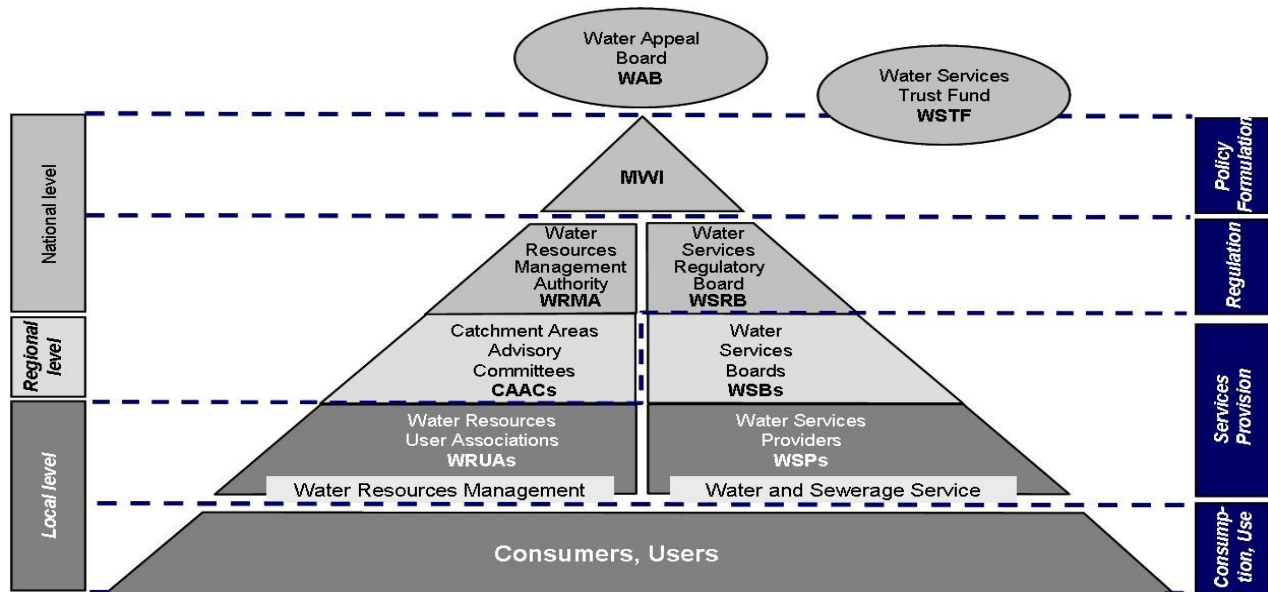 Water Appeal
Board
WAB
Water Services
Trust Fund
WSTF
National level
Policy
Formulation
MWI
Water
Resources
Management
Authority
WRMA
Water
Services
Regulatory
Board
WSRB
Regulation
Regional
level
Catchment Areas
Advisory
Committees
CAACs
Water
Services
Boards
WSBs
Services
Provision
Local level
Water Resources
User Associations
WRUAs
Water Services
Providers
WSPs
Water Resources Management
Water and Sewerage Service
Consumers, Users
Consump-
tion, Use